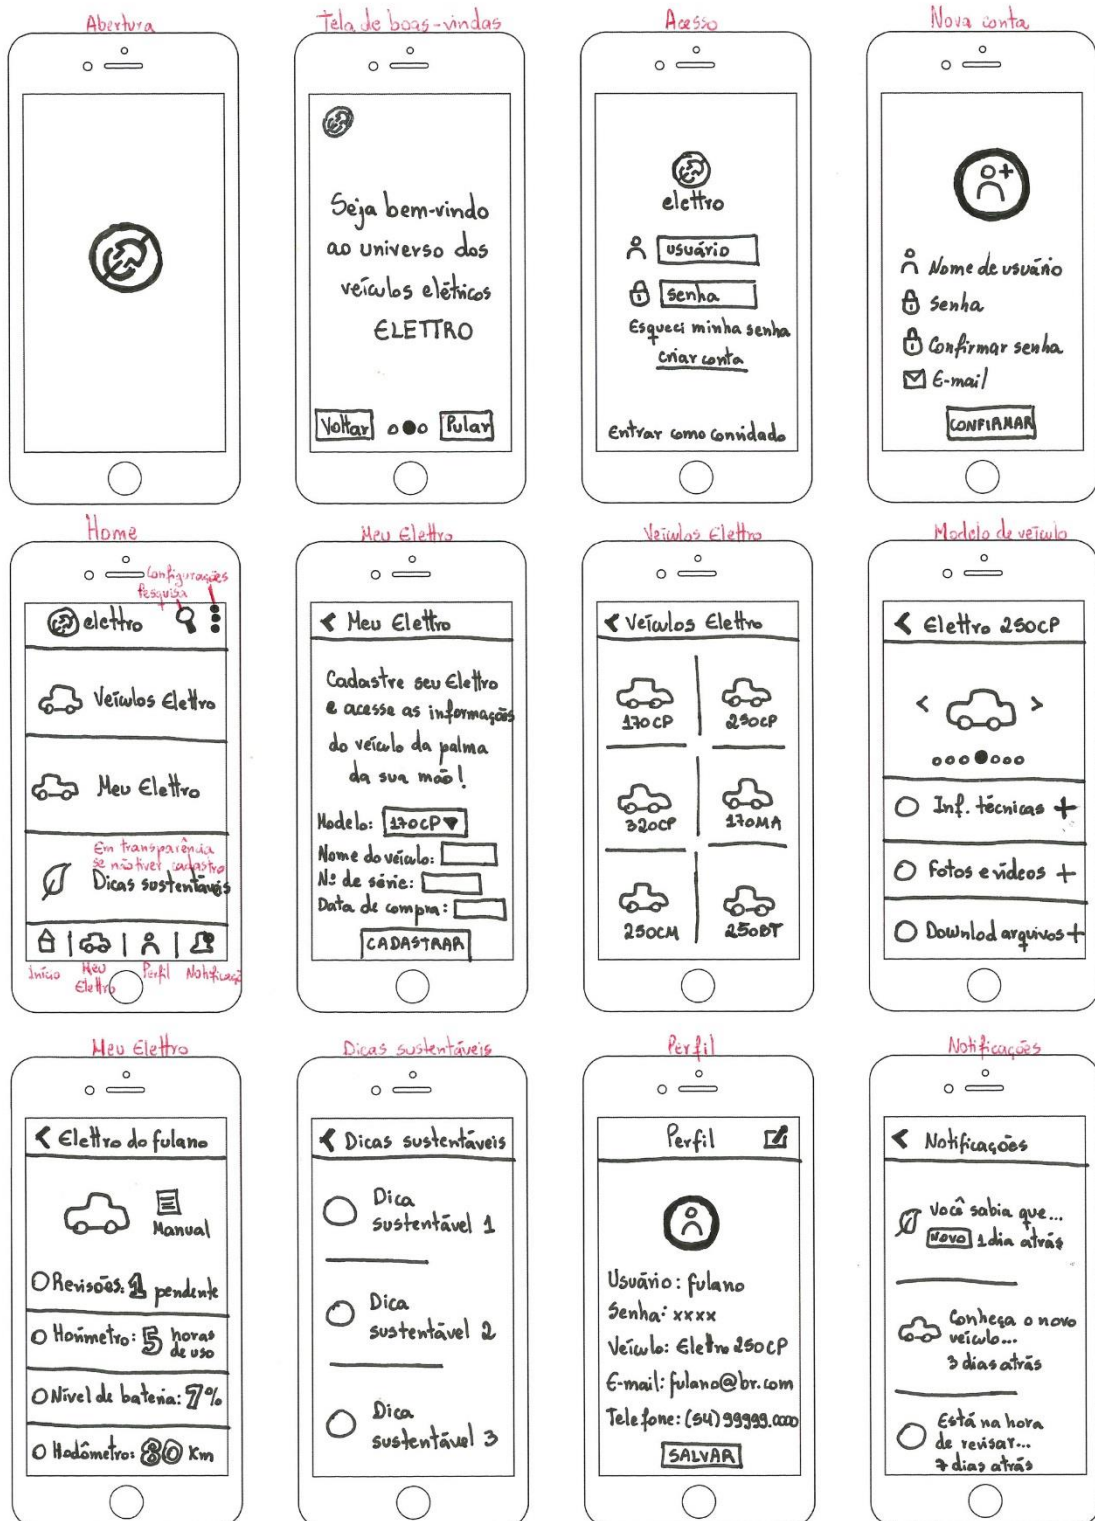 Abertura
Tela de boas-vindas
Seja bem-vindo
ao universo dos
veículos elétricos
ELETTRO
Voltar
Pular
Acesso
elettro
usuário
senha
Esqueci minha senha
criar conta
Entrar como convidado
Nova conta
Nome de usuário
Senha
Confirmar senha
E-mail
CONFIRMAR
Home
Configurações
Pesquisa
elettro
Veículos Elettro
Meu Elettro
Em transparência
se não tiver cadastro
Dicas sustentáveis
Início
Meu
Elettro
Perfil
Meu Elettro
Meu Elettro
Cadastre seu Elettro
e acesse as informações
do veículo da palma
da sua mão!
Modelo: 170CP
Nome do veículo:
Nº de série:
Data de compra:
CADASTRAR
Veículos Elettro
Veículos Elettro
170CP
250CP
320CP
170MA
250CM
250BT
Modelo de veículo
Elettro 250CP
Inf. técnicas +
Fotos e vídeos +
Downlod arquivos +
Meu Elettro
Elettro do fulano
Manual
Revisões: 1 pendente
Horímetro: 5 horas
de uso
Nível de bateria: 7%
Hodômetro: 80 Km
Dicas sustentáveis
Dicas sustentáveis
Dica
sustentável 1
Dica
sustentável 2
Dica
sustentável 3
Perfil
Perfil
Usuário: fulano
Senha: xxxx
Veículo: Elettro 250CP
E-mail: fulano@br.com
Telefone: (54) 99999.0000
SALVAR
Notificações
Notificações
Você sabia que...
NOVO 1 dia atrás
Conheça o novo
veículo...
3 dias atrás
Está na hora
de revisar...
7 dias atrás